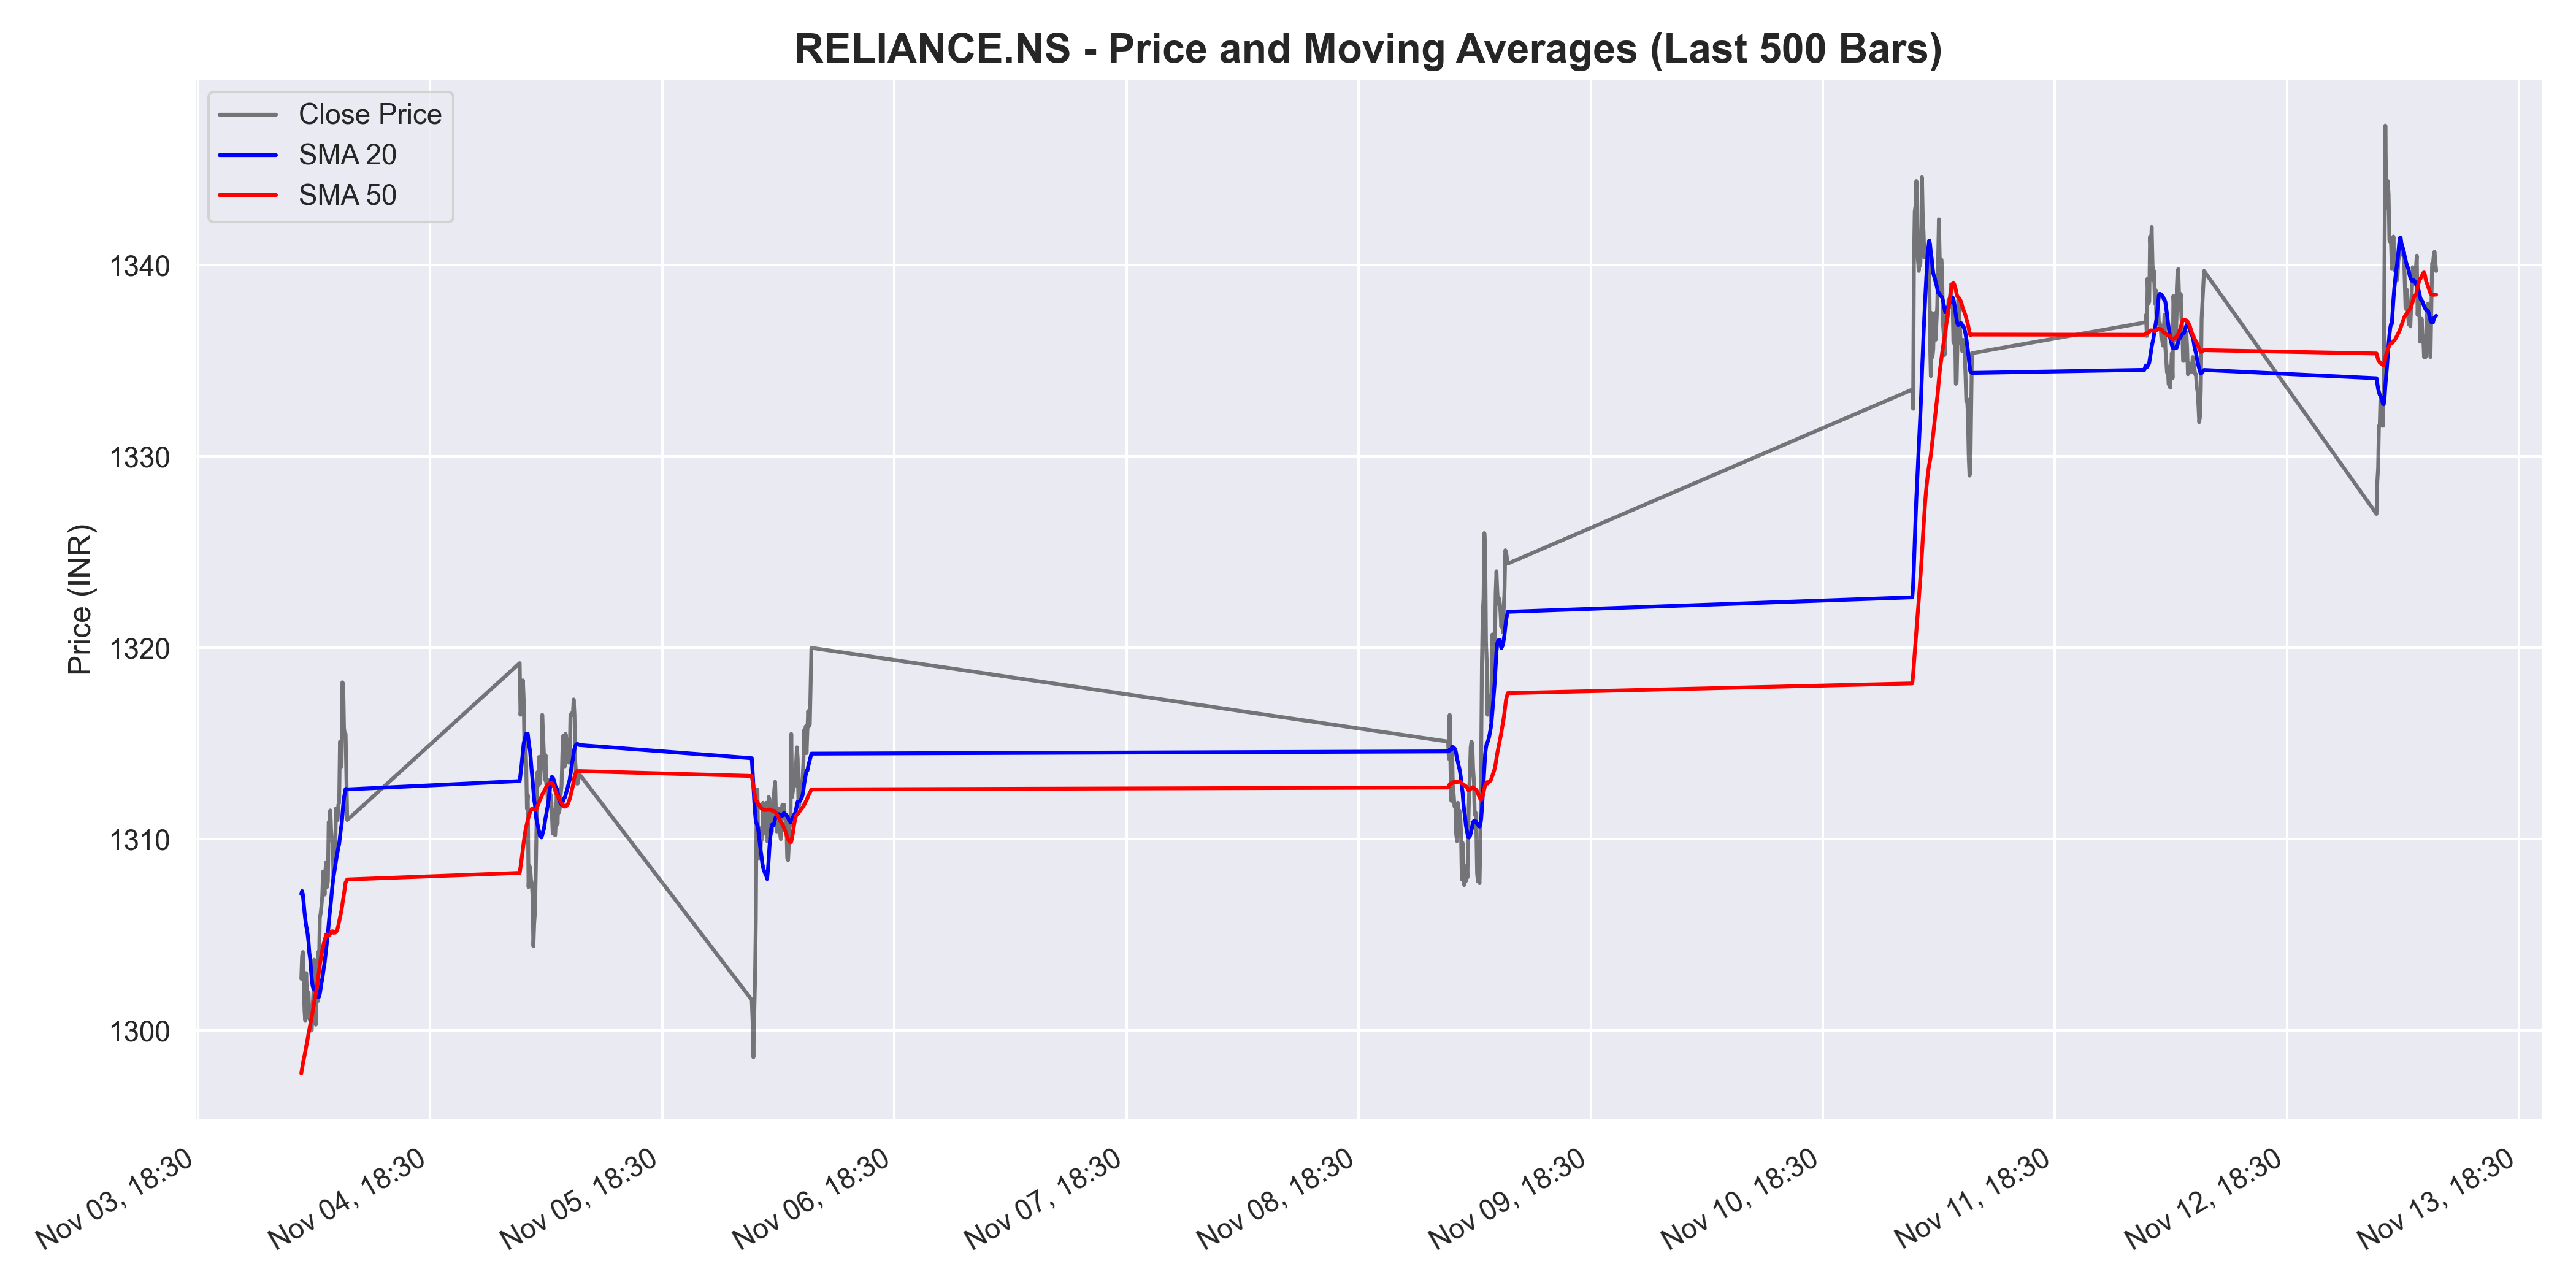 RELIANCE.NS - Price and Moving Averages (Last 500 Bars)
Close Price
SMA 20
SMA 50
Price (INR)
1340
1330
1320
1310
1300
Nov 03, 18:30
Nov 04, 18:30
Nov 05, 18:30
Nov 06, 18:30
Nov 07, 18:30
Nov 08, 18:30
Nov 09, 18:30
Nov 10, 18:30
Nov 11, 18:30
Nov 12, 18:30
Nov 13, 18:30